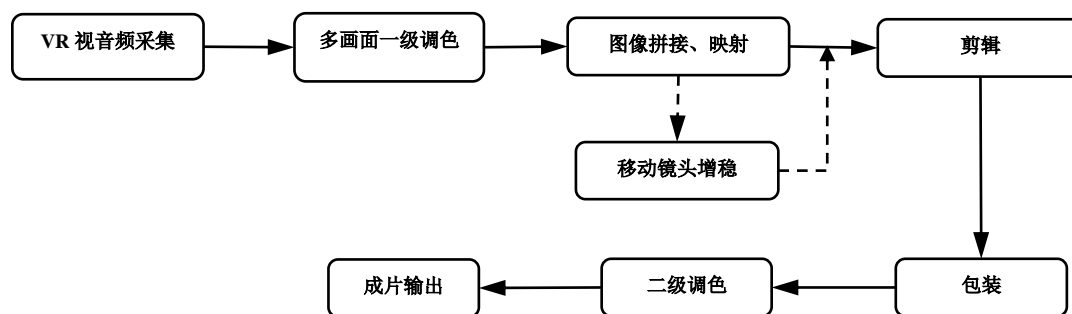 VR 视音频采集
多画面一级调色
图像拼接、映射
剪辑
移动镜头增稳
包装
二级调色
成片输出